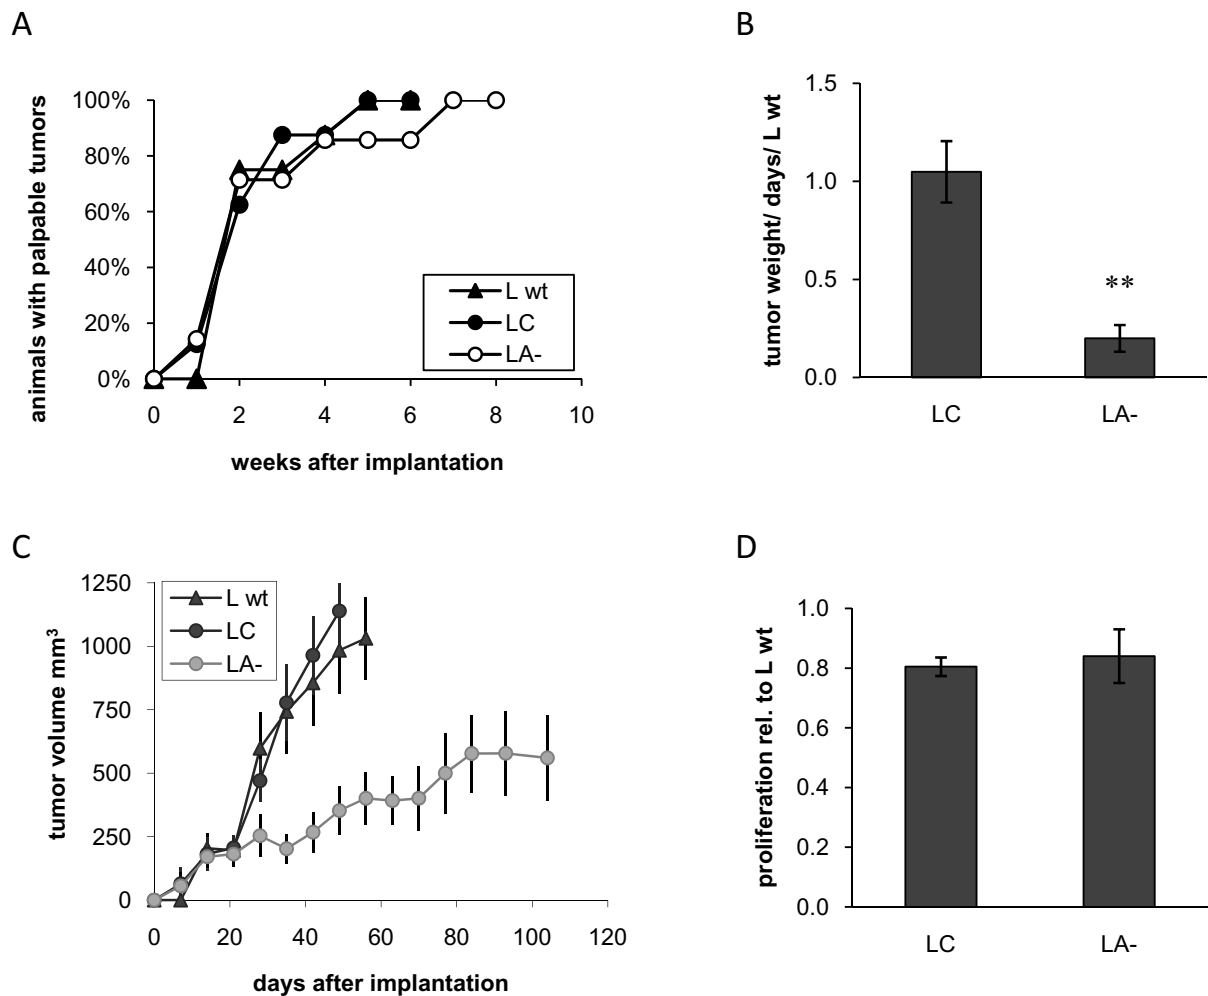 A
animals with palpable tumors
100%
80%
60%
40%
20%
0%
L wt
LC
LA-
0 2 4 6 8 10
weeks after implantation
B
tumor weight/ days/ L wt
1.5
1.0
0.5
0.0
**
LC LA-
C
tumor volume mm³
1250
1000
750
500
250
0
L wt
LC
LA-
0 20 40 60 80 100 120
days after implantation
D
proliferation rel. to L wt
1.0
0.8
0.6
0.4
0.2
0.0
LC LA-